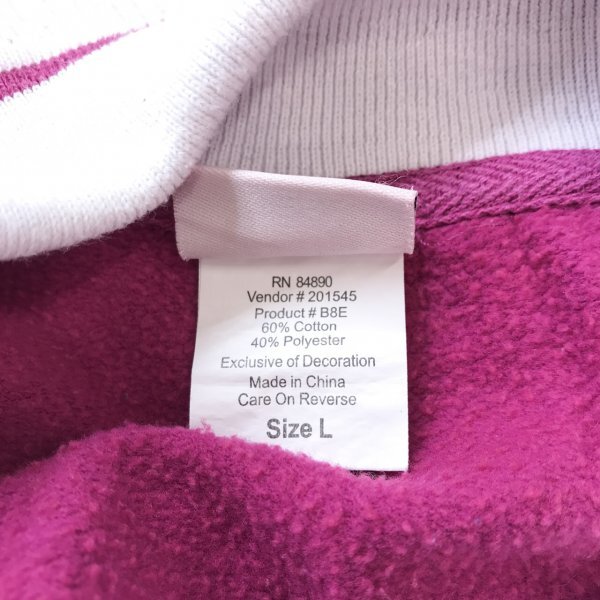 RN 84890
Vendor # 201545
Product # B8E
60% Cotton
40% Polyester
Exclusive of Decoration
Made in China
Care On Reverse
Size L